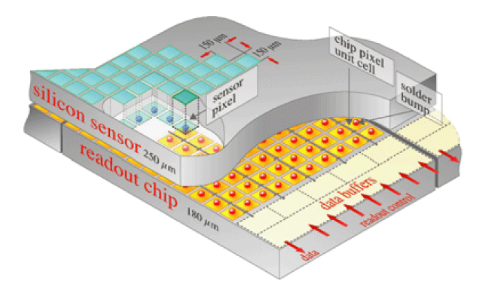 150 µm
150 µm
chip pixel
unit cell
sensor
pixel
solder
bump
silicon sensor
250 µm
readout chip
180 µm
data buffers
readout control
data